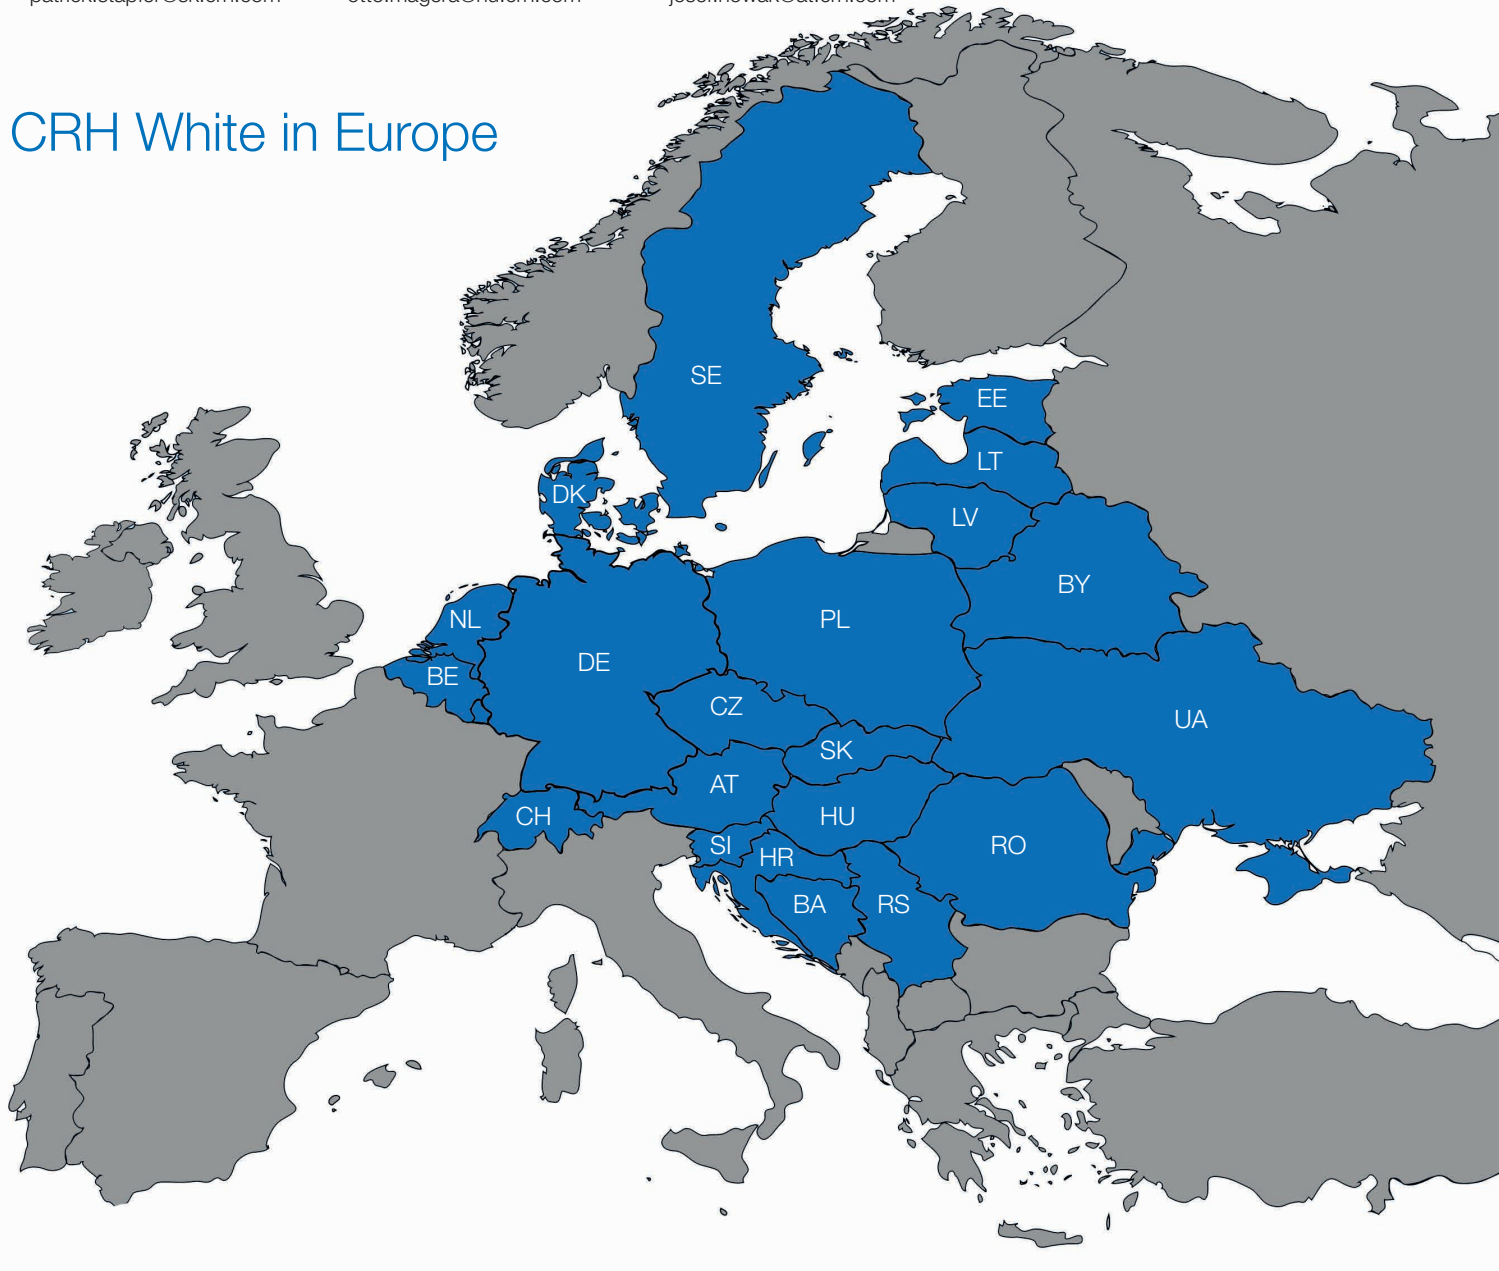 CRH White in Europe
SE
EE
LT
DK
LV
BY
NL
PL
DE
BE
CZ
UA
SK
AT
CH
HU
SI
RO
HR
BA
RS